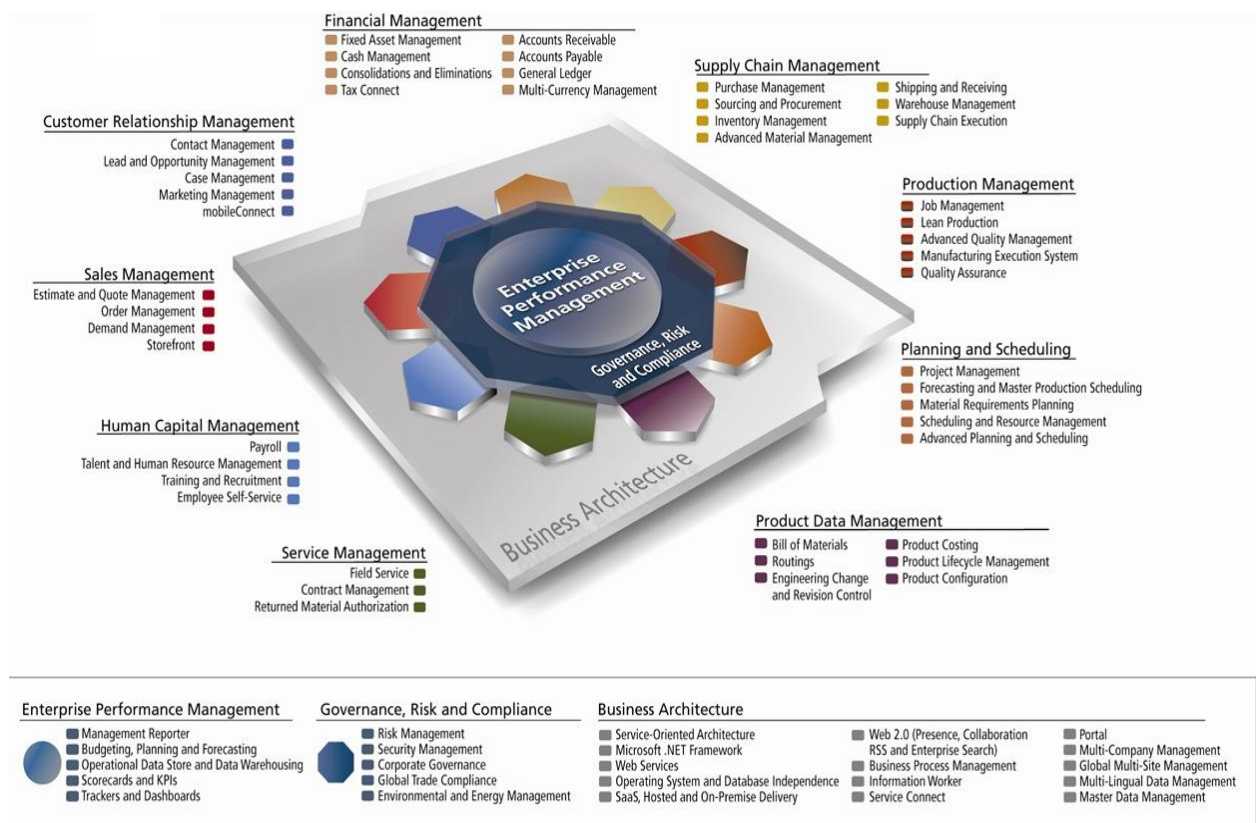 Financial Management
Fixed Asset Management
Cash Management
Consolidations and Eliminations
Tax Connect
Accounts Receivable
Accounts Payable
General Ledger
Multi-Currency Management
Supply Chain Management
Purchase Management
Sourcing and Procurement
Inventory Management
Advanced Material Management
Shipping and Receiving
Warehouse Management
Supply Chain Execution
Customer Relationship Management
Contact Management
Lead and Opportunity Management
Case Management
Marketing Management
mobileConnect
Production Management
Job Management
Lean Production
Advanced Quality Management
Manufacturing Execution System
Quality Assurance
Sales Management
Estimate and Quote Management
Order Management
Demand Management
Storefront
Enterprise
Performance
Management
Governance, Risk
and Compliance
Planning and Scheduling
Project Management
Forecasting and Master Production Scheduling
Material Requirements Planning
Scheduling and Resource Management
Advanced Planning and Scheduling
Human Capital Management
Payroll
Talent and Human Resource Management
Training and Recruitment
Employee Self-Service
Business Architecture
Service Management
Field Service
Contract Management
Returned Material Authorization
Product Data Management
Bill of Materials
Routings
Engineering Change
and Revision Control
Product Costing
Product Lifecycle Management
Product Configuration
Enterprise Performance Management
Management Reporter
Budgeting, Planning and Forecasting
Operational Data Store and Data Warehousing
Scorecards and KPIs
Trackers and Dashboards
Governance, Risk and Compliance
Risk Management
Security Management
Corporate Governance
Global Trade Compliance
Environmental and Energy Management
Business Architecture
Service-Oriented Architecture
Microsoft .NET Framework
Web Services
Operating System and Database Independence
SaaS, Hosted and On-Premise Delivery
Web 2.0 (Presence, Collaboration
RSS and Enterprise Search)
Business Process Management
Information Worker
Service Connect
Portal
Multi-Company Management
Global Multi-Site Management
Multi-Lingual Data Management
Master Data Management